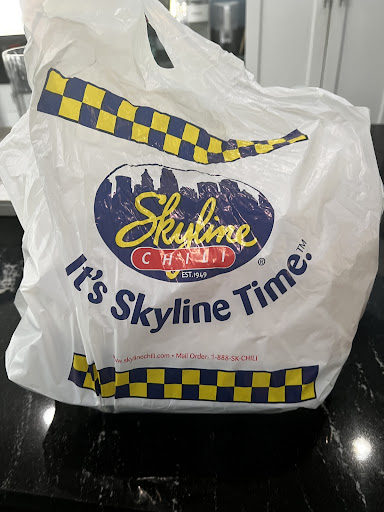 Skyline
CHILI
®
EST. 1949
It's Skyline Time.™
www.skylinechili.com • Mail Order: 1-888-SK-CHILI